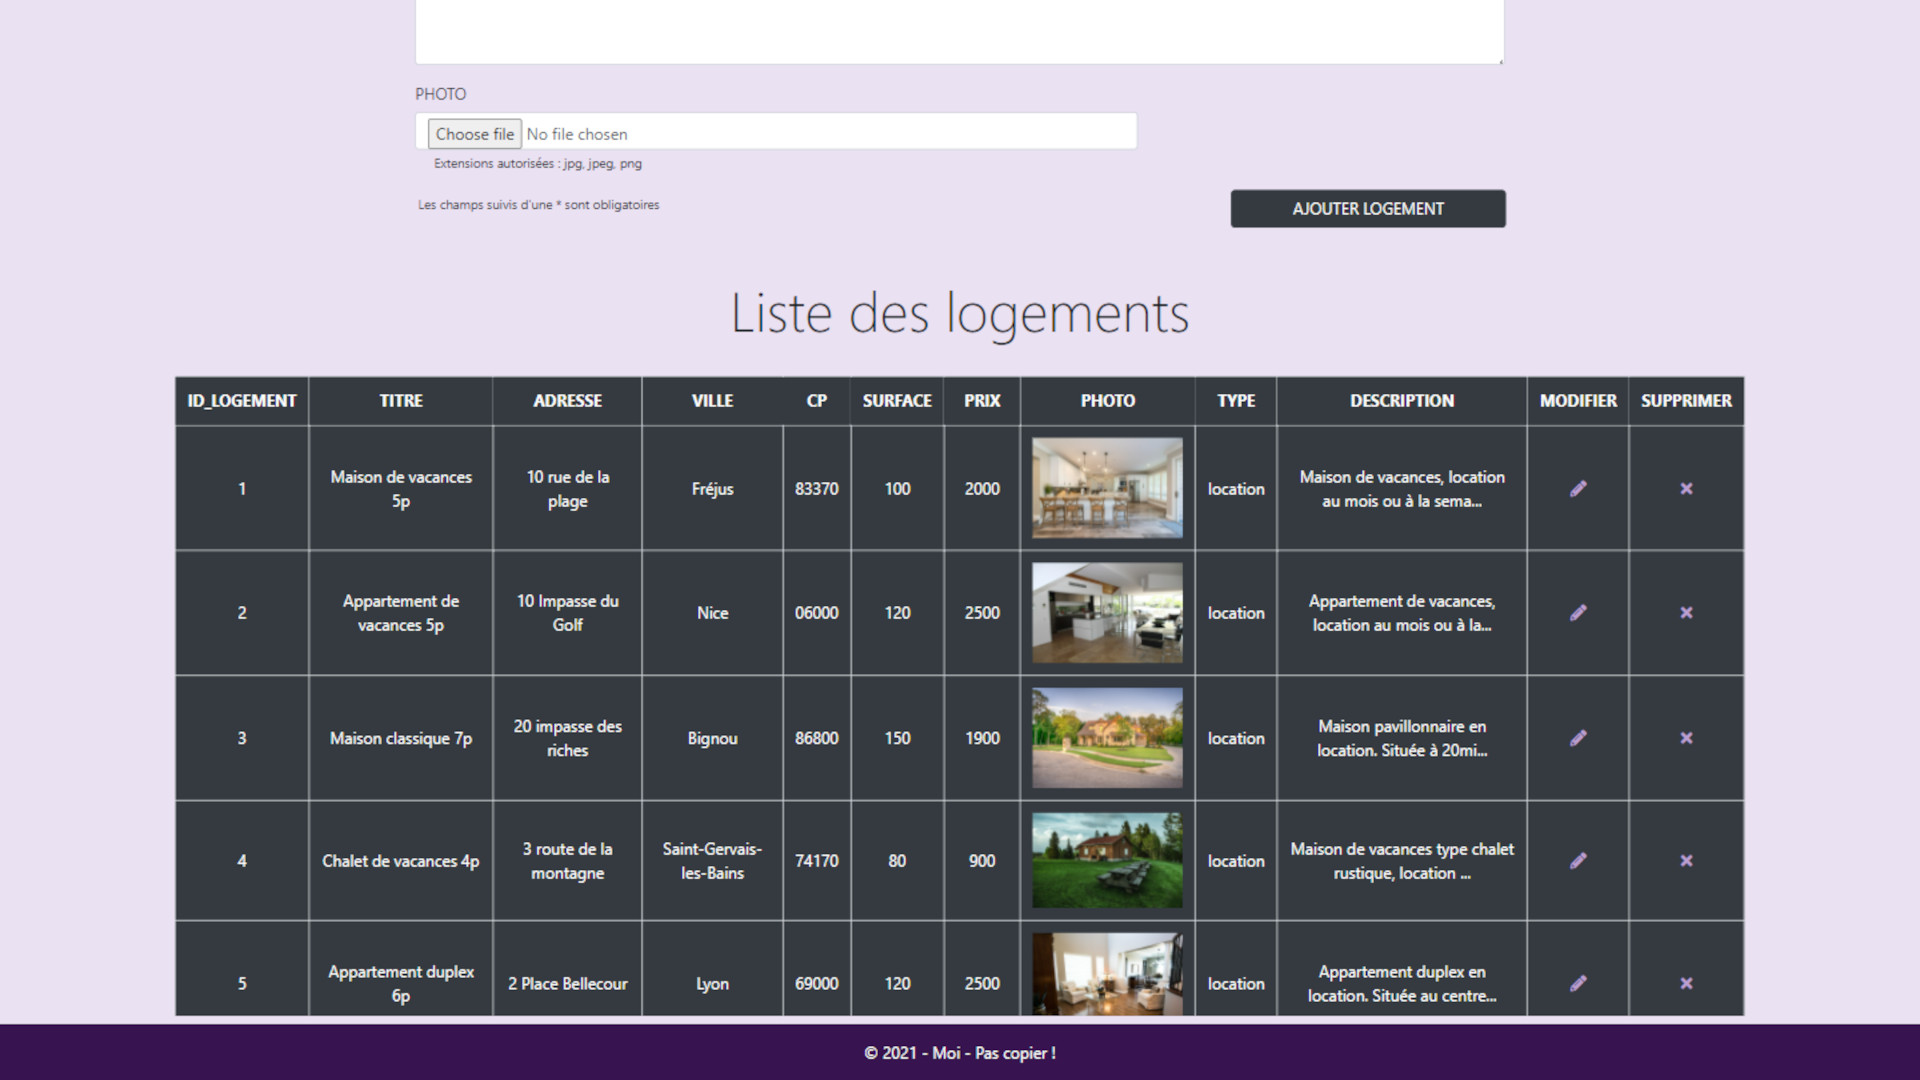 PHOTO
Choose file No file chosen
Extensions autorisées : jpg, jpeg, png
Les champs suivis d'une * sont obligatoires
AJOUTER LOGEMENT
Liste des logements
ID_LOGEMENT TITRE ADRESSE VILLE CP SURFACE PRIX PHOTO TYPE DESCRIPTION MODIFIER SUPPRIMER
1
Maison de vacances
5p
10 rue de la
plage
Fréjus
83370
100
2000
location
Maison de vacances, location
au mois ou à la sema...
2
Appartement de
vacances 5p
10 Impasse du
Golf
Nice
06000
120
2500
location
Appartement de vacances,
location au mois ou à la...
3
Maison classique 7p
20 impasse des
riches
Bignou
86800
150
1900
location
Maison pavillonnaire en
location. Située à 20mi...
4
Chalet de vacances 4p
3 route de la
montagne
Saint-Gervais-
les-Bains
74170
80
900
location
Maison de vacances type chalet
rustique, location ...
5
Appartement duplex
6p
2 Place Bellecour
Lyon
69000
120
2500
location
Appartement duplex en
location. Située au centre...
© 2021 - Moi - Pas copier !